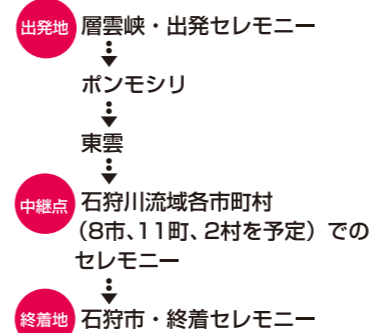 出発地 層雲峡・出発セレモニー
ポンモシリ
東雲
中継点 石狩川流域各市町村
（8市、11町、2村を予定）での
セレモニー
終着地 石狩市・終着セレモニー